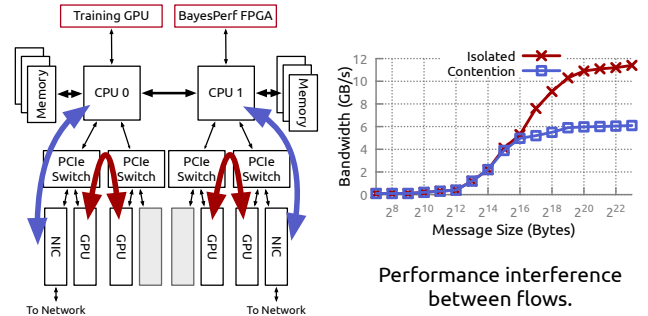 Training GPU
BayesPerf FPGA
Memory
CPU 0
CPU 1
Memory
PCIe
Switch
PCIe
Switch
PCIe
Switch
PCIe
Switch
NIC
GPU
GPU
GPU
GPU
NIC
To Network
To Network
Isolated
Contention
Bandwidth (GB/s)
12
10
8
6
4
2
0
2^8 2^10 2^12 2^14 2^16 2^18 2^20 2^22
Message Size (Bytes)
Performance interference
between flows.